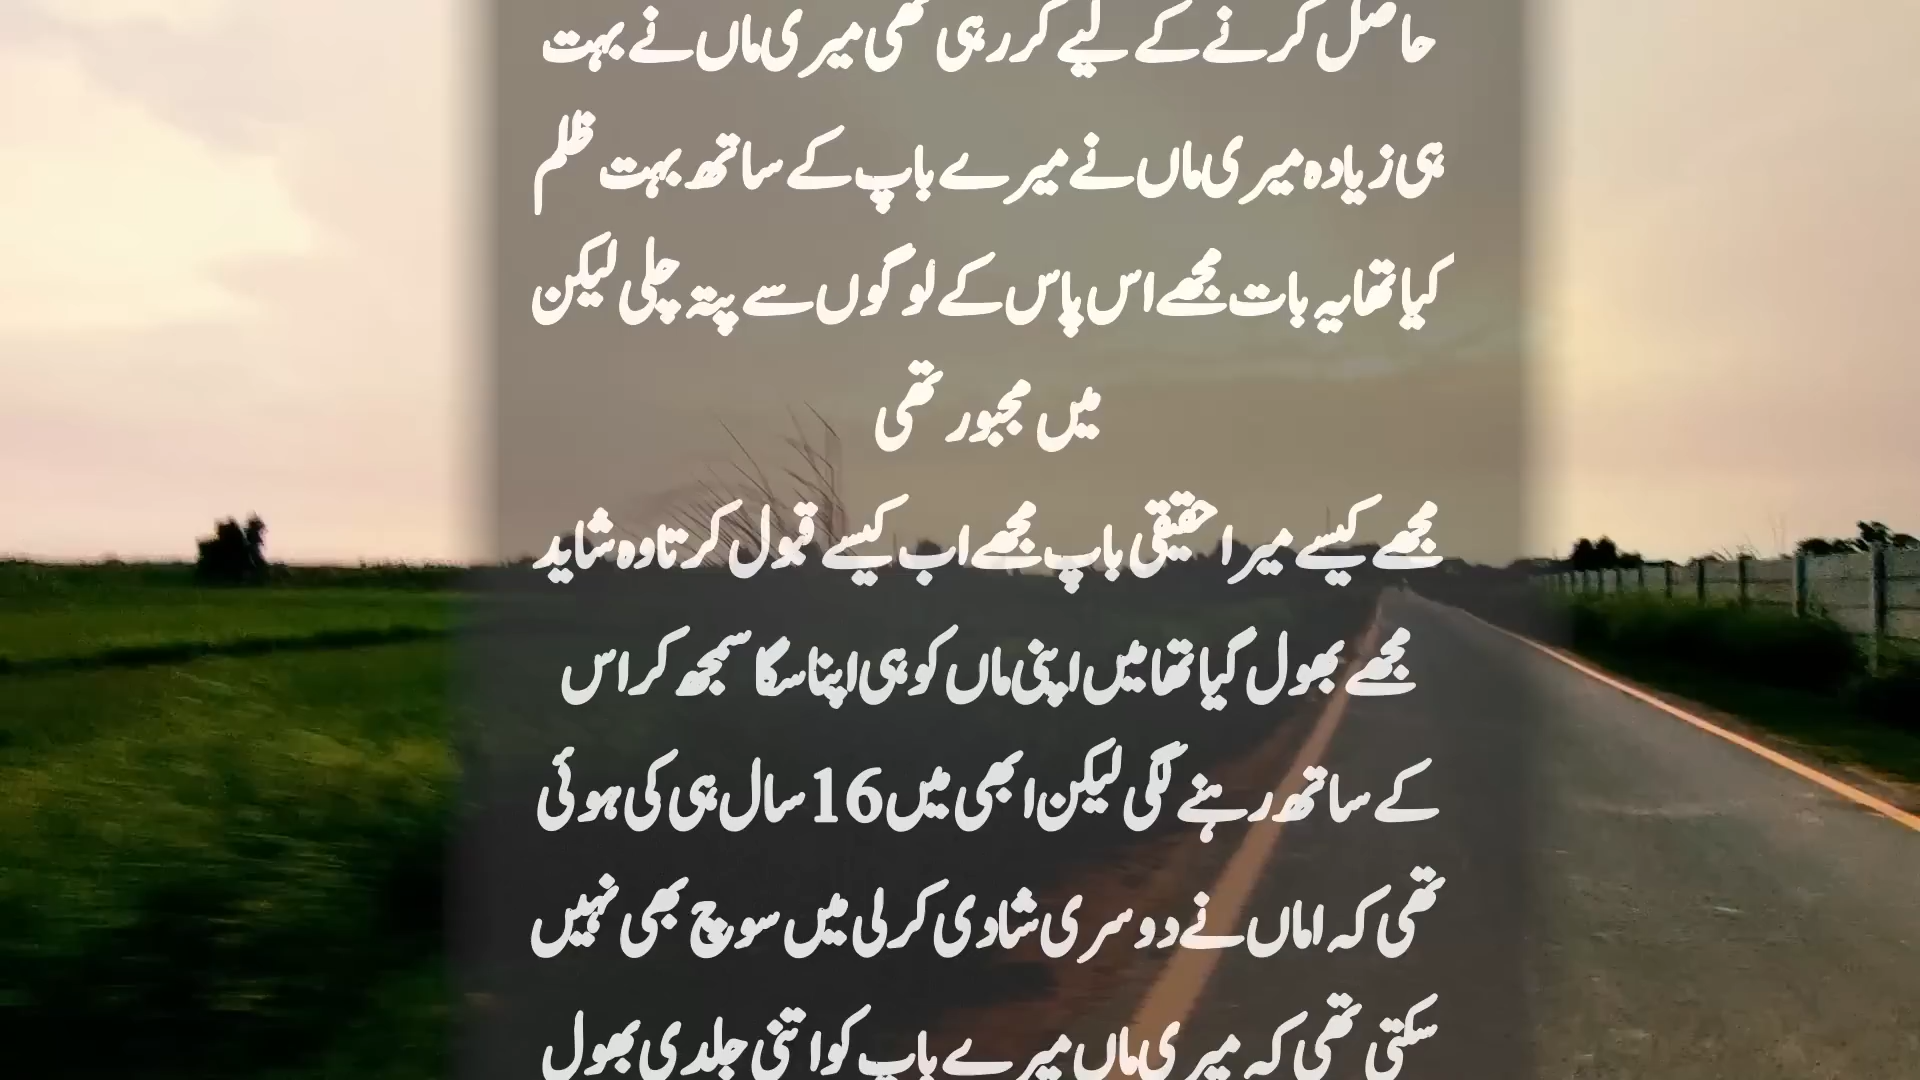 حاصل کرنے کے لیے کر رہی تھی میری ماں نے بہت
ہی زیادہ میری ماں نے میرے باپ کے ساتھ بہت ظلم
کیا تھا یہ بات مجھے اس پاس کے لوگوں سے پتہ چلی لیکن
میں مجبور تھی
مجھے کیسے میرا حقیقی باپ مجھے اب کیسے قبول کرتا وہ شاید
مجھے بھول گیا تھا میں اپنی ماں کو ہی اپنا سگا سمجھ کر اس
کے ساتھ رہنے لگی لیکن ابھی میں 16 سال ہی کی ہوئی
تھی کہ اماں نے دوسری شادی کر لی میں سوچ بھی نہیں
سکتی تھی کہ میری ماں میرے باپ کو اتنی جلدی بھول